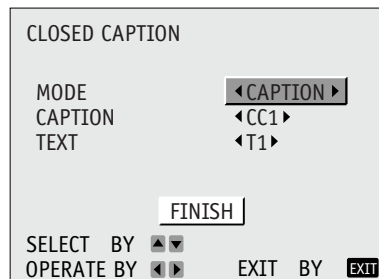 CLOSED CAPTION
MODE ◀CAPTION▶
CAPTION ◀CC1▶
TEXT ◀T1▶
FINISH
SELECT BY ▲▼
OPERATE BY ◀▶ EXIT BY EXIT